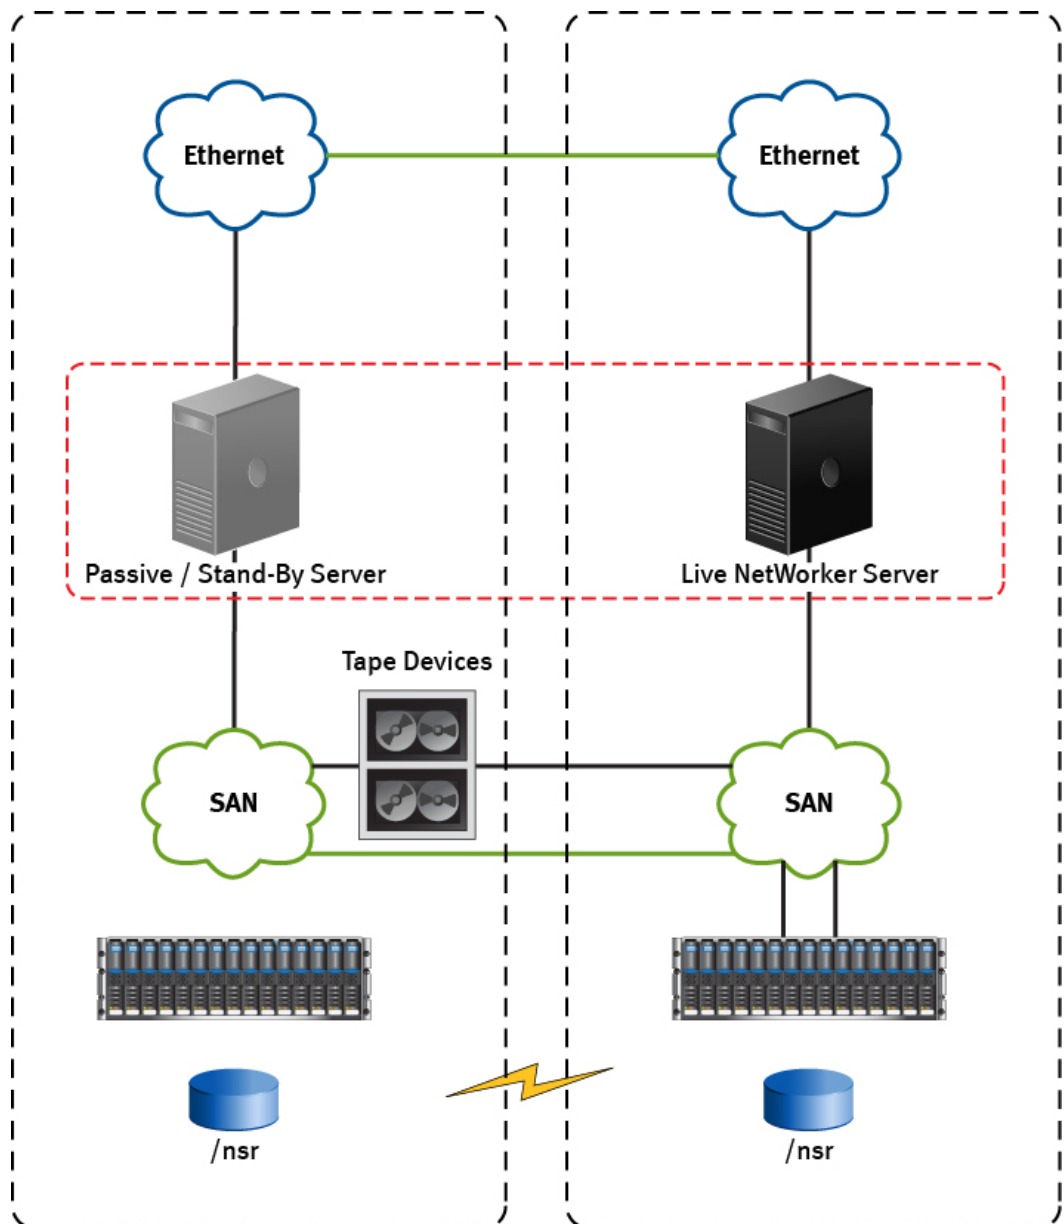 Ethernet
Ethernet
Passive / Stand-By Server
Live NetWorker Server
Tape Devices
SAN
SAN
/nsr
/nsr